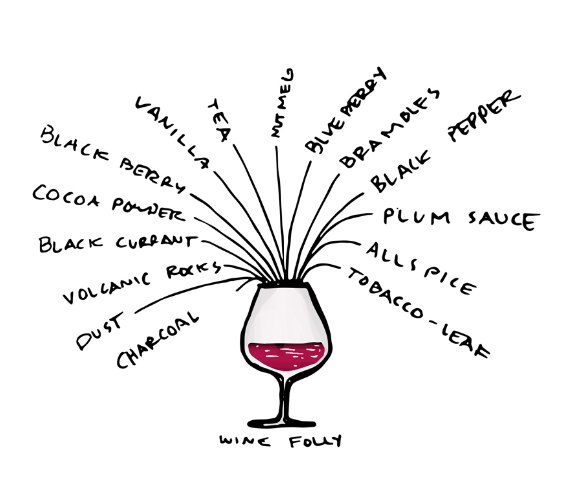 CHARCOAL
DUST
VOLCANIC ROCKS
BLACK CURRANT
COCOA POWDER
BLACK BERRY
VANILLA
TEA
NUTMEG
BLUEBERRY
BRAMBLES
BLACK PEPPER
PLUM SAUCE
ALLSPICE
TOBACCO-LEAF
WINE FOLLY